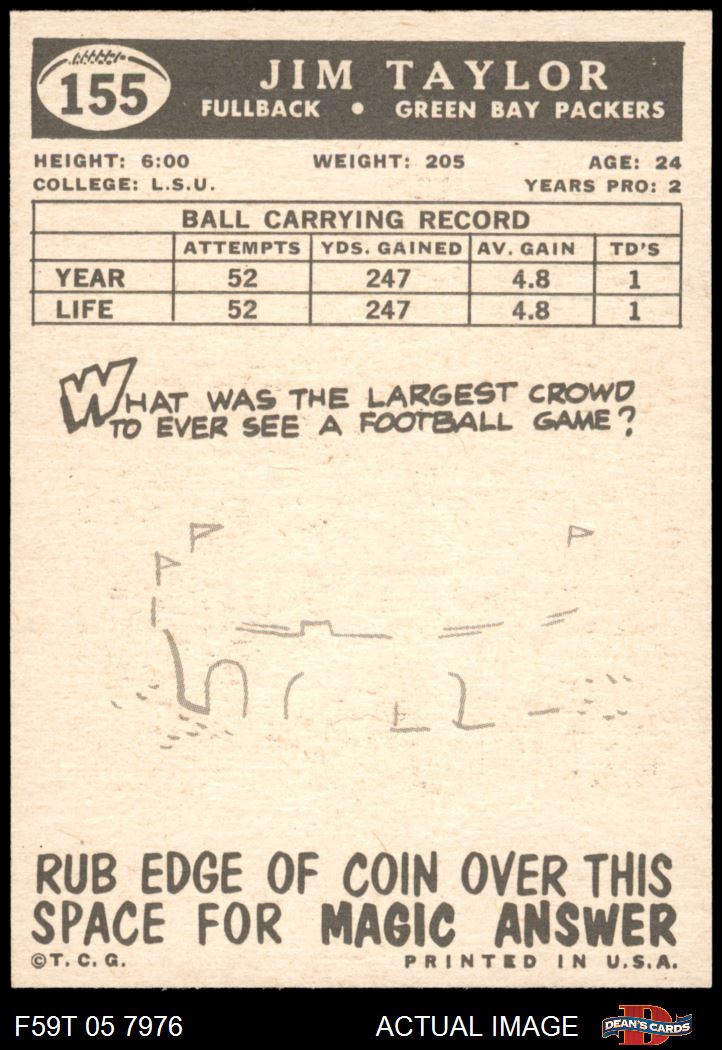 155
JIM TAYLOR
FULLBACK • GREEN BAY PACKERS
HEIGHT: 6:00 WEIGHT: 205 AGE: 24
COLLEGE: L.S.U. YEARS PRO: 2
BALL CARRYING RECORD
ATTEMPTS YDS. GAINED AV. GAIN TD'S
YEAR 52 247 4.8 1
LIFE 52 247 4.8 1
WHAT WAS THE LARGEST CROWD
TO EVER SEE A FOOTBALL GAME?
RUB EDGE OF COIN OVER THIS
SPACE FOR MAGIC ANSWER
©T. C. G. PRINTED IN U.S.A.
F59T 05 7976 ACTUAL IMAGE D DEAN'S CARDS